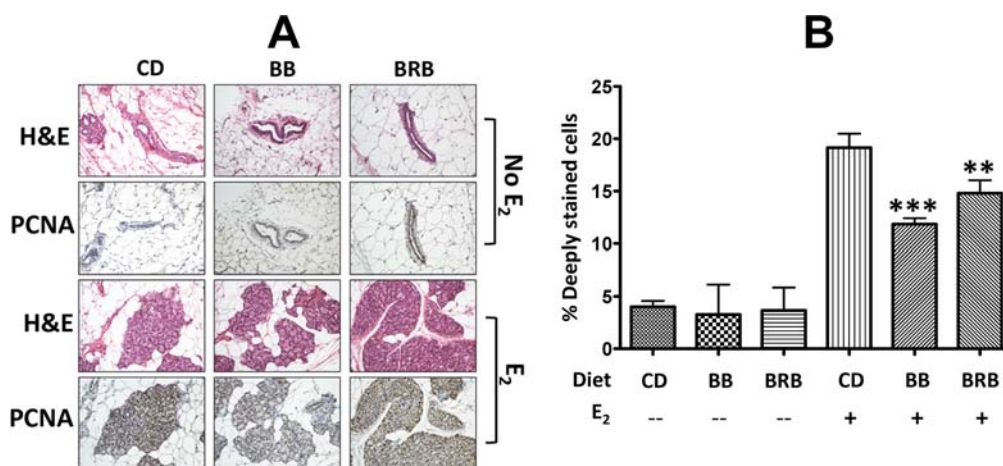 A
CD BB BRB
H&E
PCNA
No E2
H&E
PCNA
E2
B
% Deeply stained cells
25
20
15
10
5
0
***
**
Diet CD BB BRB CD BB BRB
E2 -- -- -- + + +